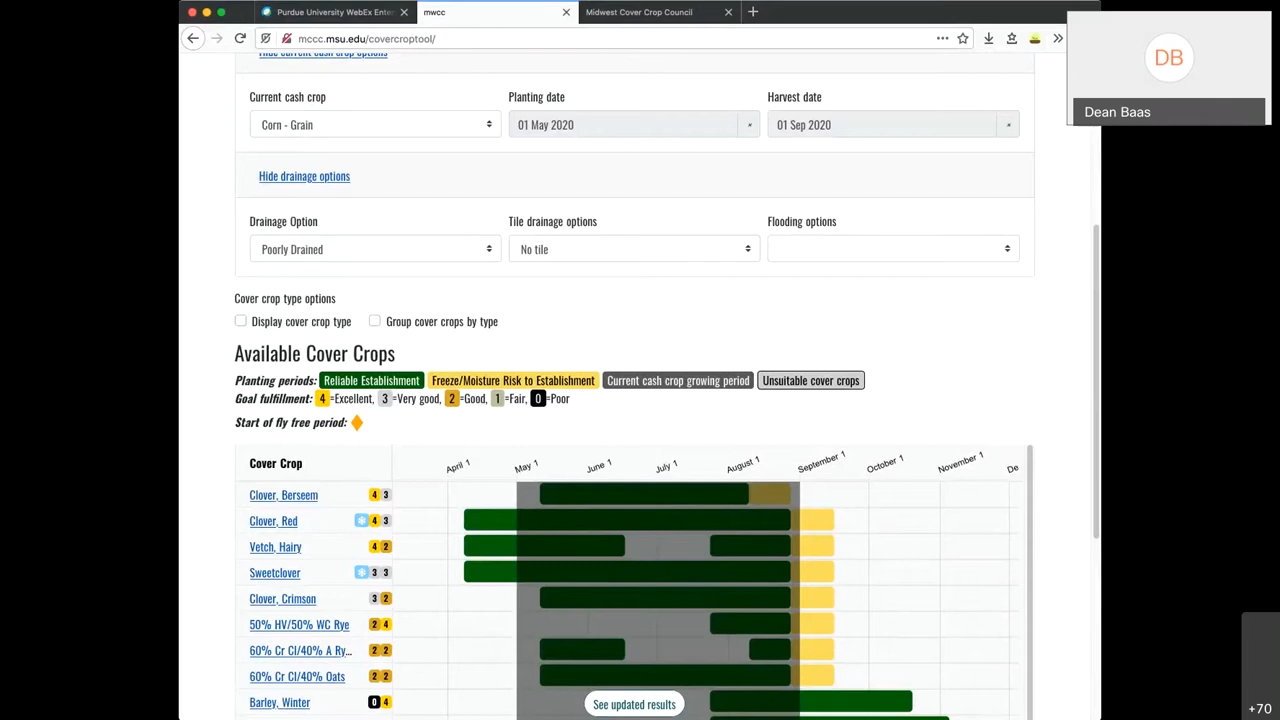 Purdue University WebEx Enter
mwcc
Midwest Cover Crop Council
mccc.msu.edu/covercroptool/
DB
Dean Baas
Hide current cash crop options
Current cash crop
Planting date
Harvest date
Corn - Grain
01 May 2020
01 Sep 2020
Hide drainage options
Drainage Option
Tile drainage options
Flooding options
Poorly Drained
No tile
Cover crop type options
Display cover crop type
Group cover crops by type
Available Cover Crops
Planting periods: Reliable Establishment Freeze/Moisture Risk to Establishment Current cash crop growing period Unsuitable cover crops
Goal fulfillment: 4 =Excellent, 3 =Very good, 2 =Good, 1 =Fair, 0 =Poor
Start of fly free period:
Cover Crop
April 1
May 1
June 1
July 1
August 1
September 1
October 1
November 1
De
Clover, Berseem 4 3
Clover, Red 4 3
Vetch, Hairy 4 2
Sweetclover 3 3
Clover, Crimson 3 2
50% HV/50% WC Rye 2 4
60% Cr Cl/40% A Ry... 2 2
60% Cr Cl/40% Oats 2 2
Barley, Winter 0 4
See updated results
+70